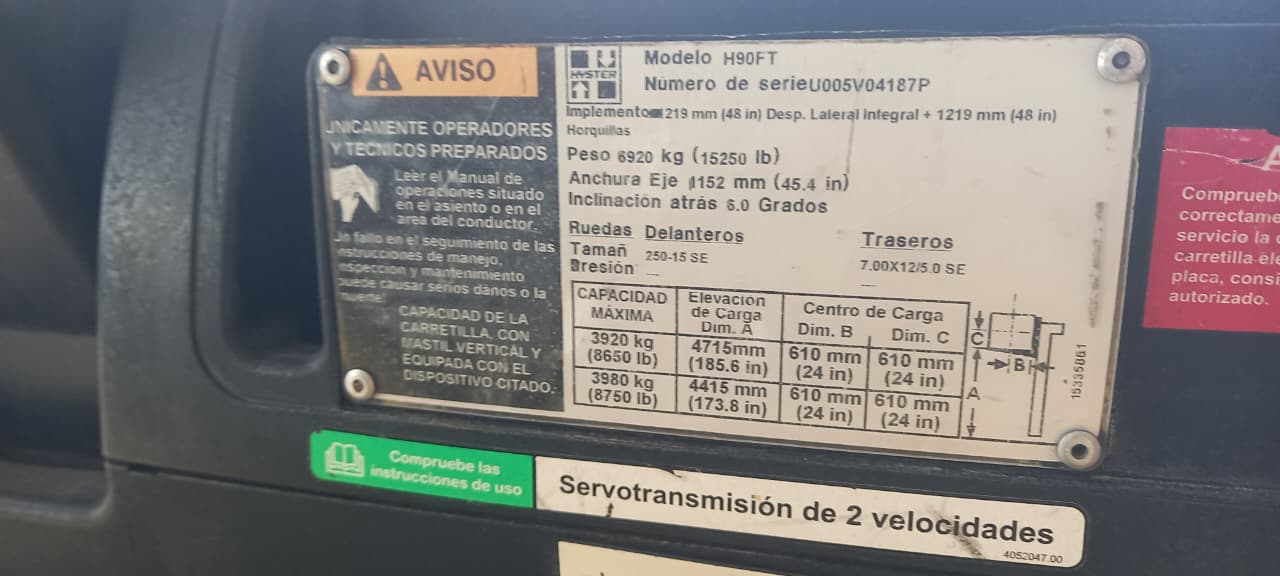 AVISO
UNICAMENTE OPERADORES
Y TECNICOS PREPARADOS
Leer el Manual de
operaciones situado
en el asiento o en el
area del conductor.
Un fallo en el seguimiento de las
instrucciones de manejo,
inspeccion y mantenimiento
puede causar serios danos o la
muerte.
CAPACIDAD DE LA
CARRETILLA, CON
MASTIL VERTICAL Y
EQUIPADA CON EL
DISPOSITIVO CITADO.
HYSTER
Modelo H90FT
Número de serieU005V04187P
Implemento 1219 mm (48 in) Desp. Lateral Integral + 1219 mm (48 in)
Horquillas
Peso 6920 kg (15250 lb)
Anchura Eje 1152 mm (45.4 in)
Inclinación atrás 6.0 Grados
Ruedas Delanteros Traseros
Tamañ 250-15 SE 7.00X12/5.0 SE
Presión
CAPACIDAD MÁXIMA
Elevación de Carga Dim. A
Centro de Carga
Dim. B Dim. C
3920 kg (8650 lb) 4715mm (185.6 in) 610 mm (24 in) 610 mm (24 in)
3980 kg (8750 lb) 4415 mm (173.8 in) 610 mm (24 in) 610 mm (24 in)
C
B
A
15335861
Compruebe las
instrucciones de uso
Servotransmisión de 2 velocidades
4052047.00
A
Compruebe
correctame
servicio la
carretilla ele
placa, consi
autorizado.